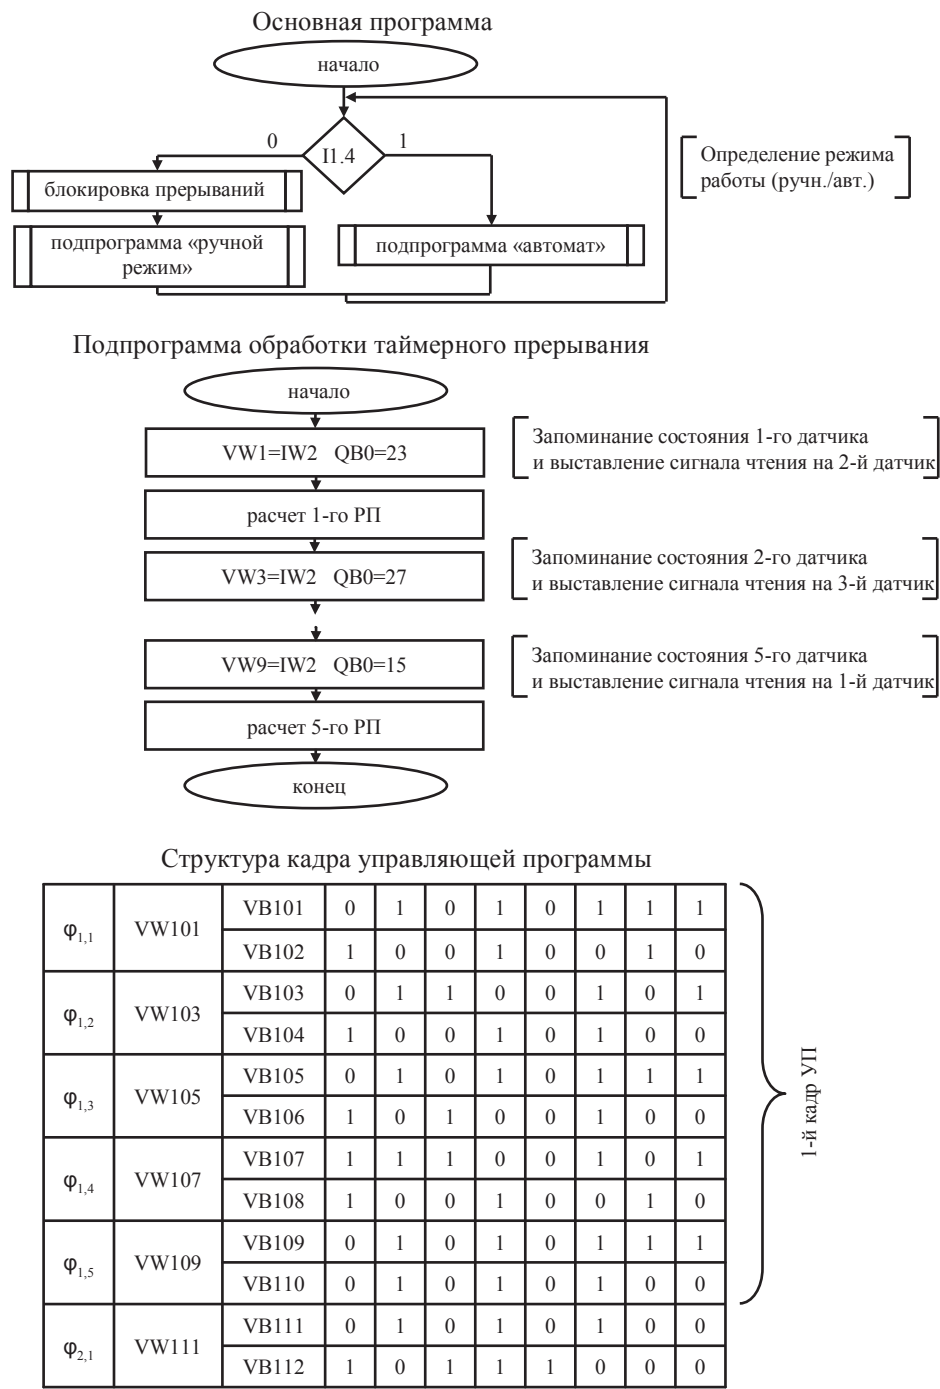 Основная программа
начало
0
I1.4
1
Определение режима
работы (ручн./авт.)
блокировка прерываний
подпрограмма «ручной
режим»
подпрограмма «автомат»
Подпрограмма обработки таймерного прерывания
начало
VW1=IW2 QB0=23
Запоминание состояния 1-го датчика
и выставление сигнала чтения на 2-й датчик
расчет 1-го РП
VW3=IW2 QB0=27
Запоминание состояния 2-го датчика
и выставление сигнала чтения на 3-й датчик
VW9=IW2 QB0=15
Запоминание состояния 5-го датчика
и выставление сигнала чтения на 1-й датчик
расчет 5-го РП
конец
Структура кадра управляющей программы
φ1,1 VW101 VB101 0 1 0 1 0 1 1 1
VB102 1 0 0 1 0 0 1 0
φ1,2 VW103 VB103 0 1 1 0 0 1 0 1
VB104 1 0 0 1 0 1 0 0
φ1,3 VW105 VB105 0 1 0 1 0 1 1 1
VB106 1 0 1 0 0 1 0 0
φ1,4 VW107 VB107 1 1 1 0 0 1 0 1
VB108 1 0 0 1 0 0 1 0
φ1,5 VW109 VB109 0 1 0 1 0 1 1 1
VB110 0 1 0 1 0 1 0 0
φ2,1 VW111 VB111 0 1 0 1 0 1 0 0
VB112 1 0 1 1 1 0 0 0
1-й кадр УП